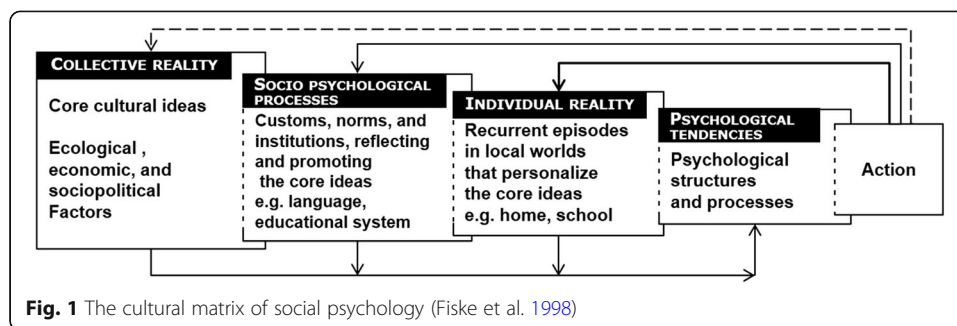 COLLECTIVE REALITY
Core cultural ideas
Ecological ,
economic, and
sociopolitical
Factors
SOCIO PSYCHOLOGICAL
PROCESSES
Customs, norms, and
institutions, reflecting
and promoting
the core ideas
e.g. language,
educational system
INDIVIDUAL REALITY
Recurrent episodes
in local worlds
that personalize
the core ideas
e.g. home, school
PSYCHOLOGICAL
TENDENCIES
Psychological
structures
and processes
Action
Fig. 1 The cultural matrix of social psychology (Fiske et al. 1998)